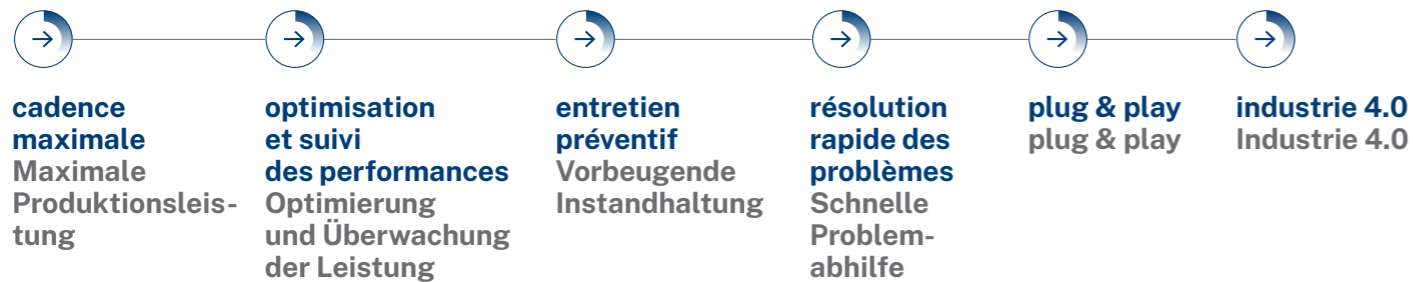 cadence
maximale
Maximale
Produktionsleis-
tung
optimisation
et suivi
des performances
Optimierung
und Überwachung
der Leistung
entretien
préventif
Vorbeugende
Instandhaltung
résolution
rapide des
problèmes
Schnelle
Problem-
abhilfe
plug & play
plug & play
industrie 4.0
Industrie 4.0